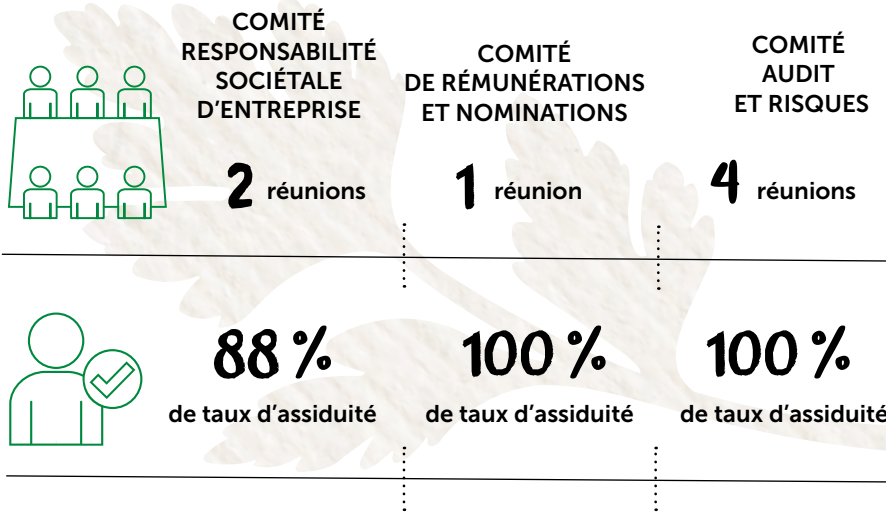 COMITÉ
RESPONSABILITÉ
SOCIÉTALE
D'ENTREPRISE
2 réunions
COMITÉ
DE RÉMUNÉRATIONS
ET NOMINATIONS
1 réunion
COMITÉ
AUDIT
ET RISQUES
4 réunions
88 %
de taux d'assiduité
100 %
de taux d'assiduité
100 %
de taux d'assiduité